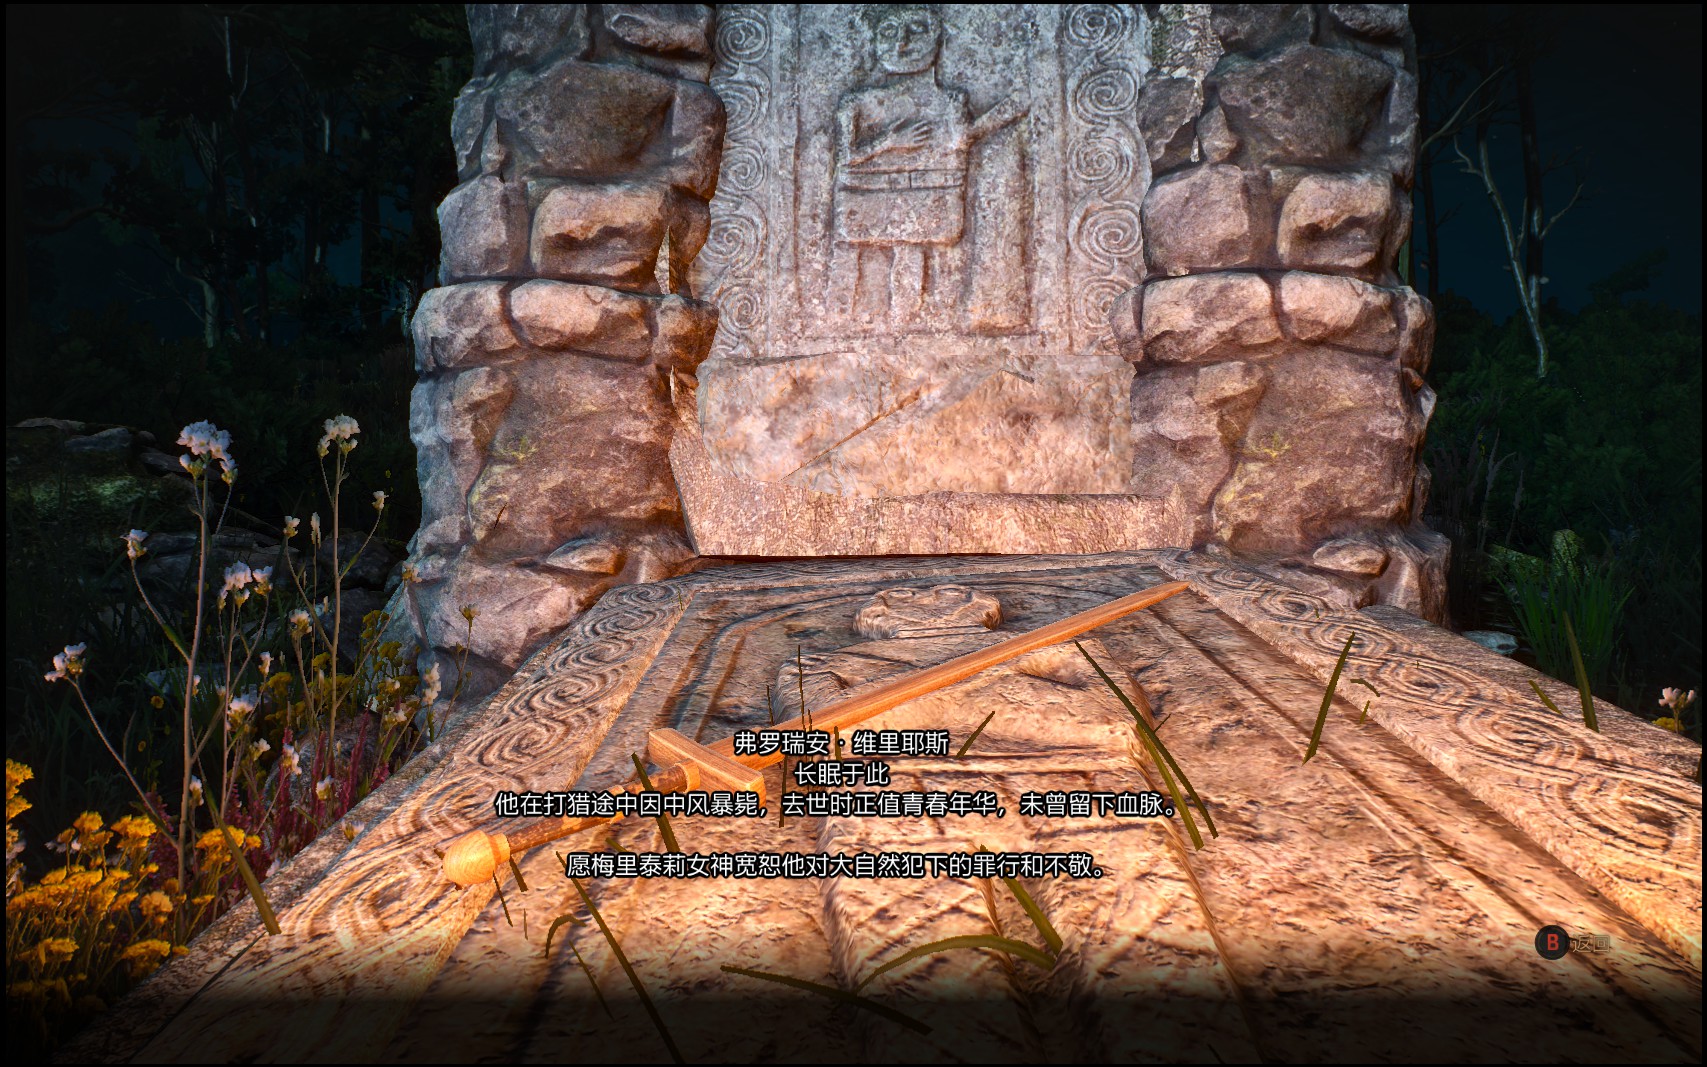 弗罗瑞安·维里耶斯
长眠于此
他在打猎途中因中风暴毙，去世时正值青春年华，未曾留下血脉。
愿梅里泰莉女神宽恕他对大自然犯下的罪行和不敬。
B 返回